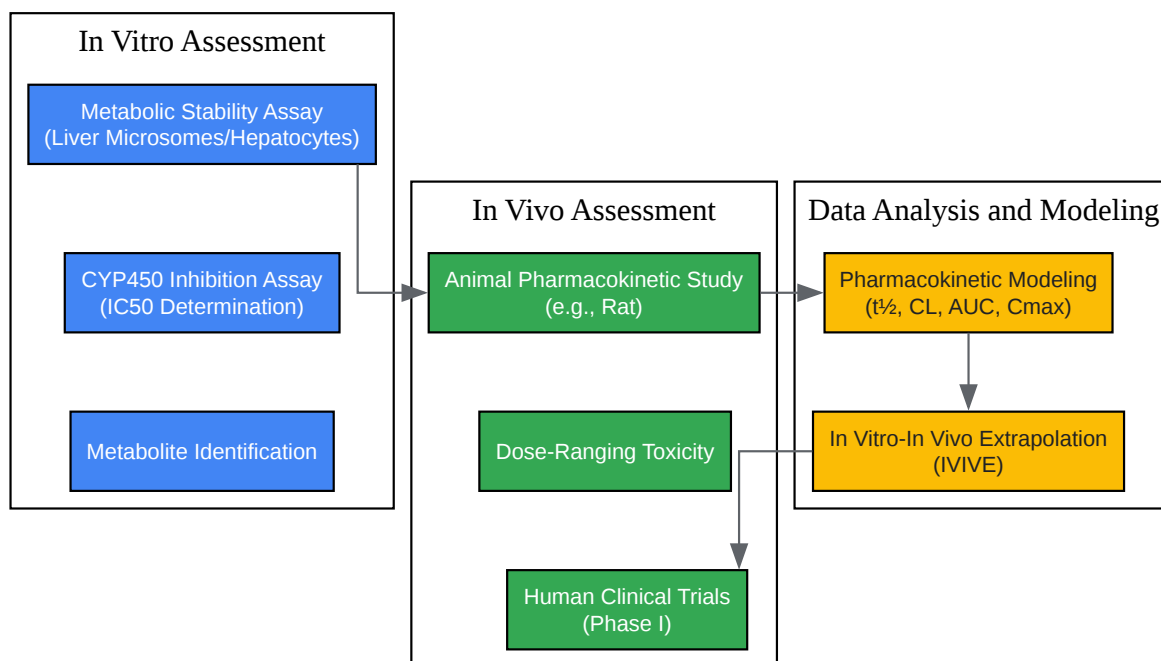 In Vitro Assessment
Metabolic Stability Assay
(Liver Microsomes/Hepatocytes)
CYP450 Inhibition Assay
(IC50 Determination)
Metabolite Identification
In Vivo Assessment
Animal Pharmacokinetic Study
(e.g., Rat)
Dose-Ranging Toxicity
Human Clinical Trials
(Phase I)
Data Analysis and Modeling
Pharmacokinetic Modeling
(t½, CL, AUC, Cmax)
In Vitro-In Vivo Extrapolation
(IVIVE)